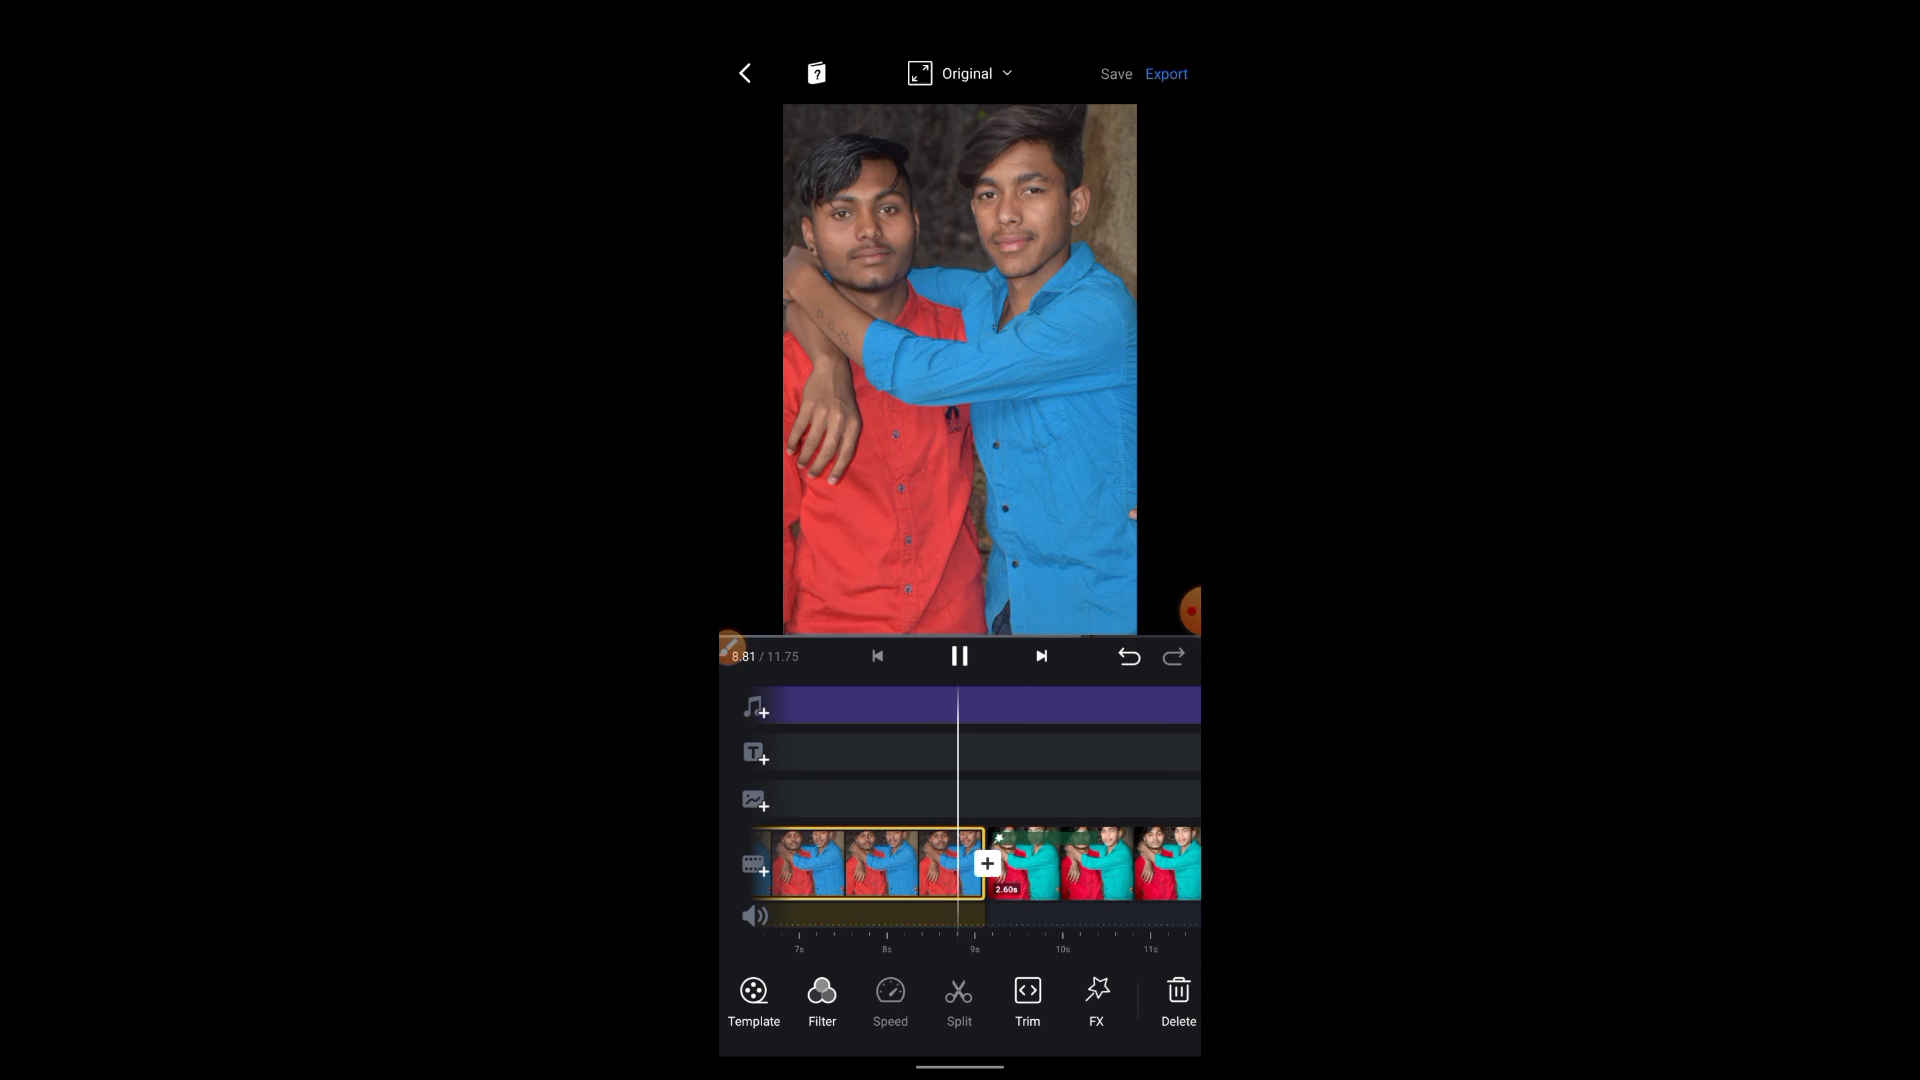 Original
Save
Export
8.81 / 11.75
2.60s
7s
8s
9s
10s
11s
Template
Filter
Speed
Split
Trim
FX
Delete